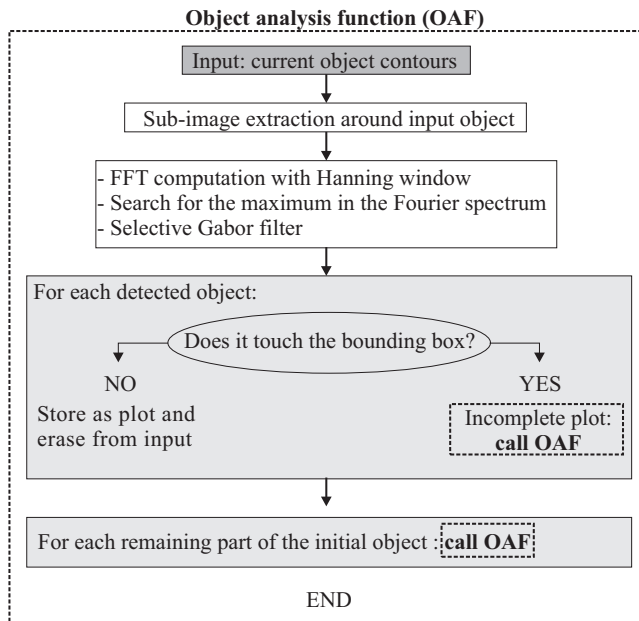 Object analysis function (OAF)
Input: current object contours
Sub-image extraction around input object
- FFT computation with Hanning window
- Search for the maximum in the Fourier spectrum
- Selective Gabor filter
For each detected object:
Does it touch the bounding box?
NO
Store as plot and
erase from input
YES
Incomplete plot:
call OAF
For each remaining part of the initial object : call OAF
END